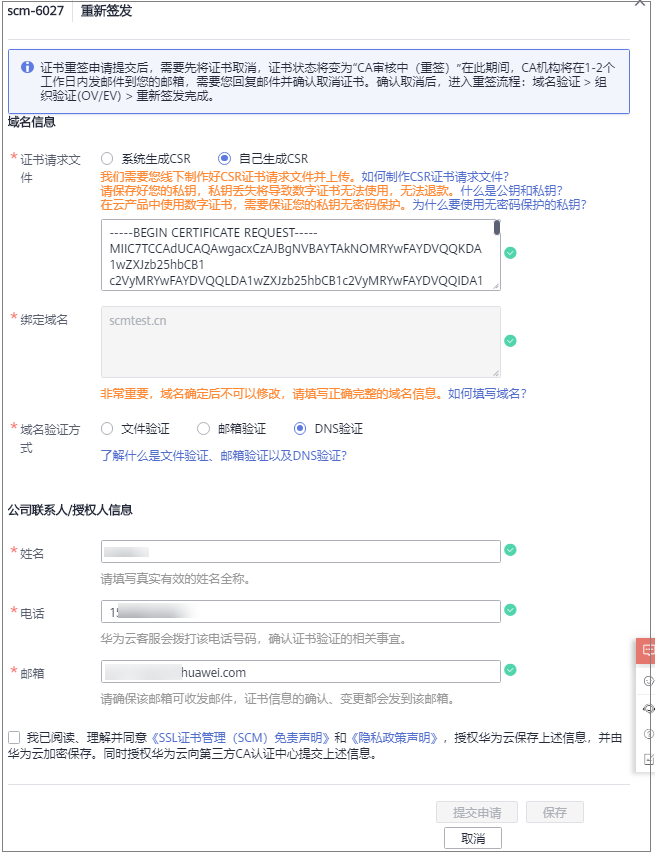 scm-6027 重新签发
证书重签申请提交后，需要先将证书取消，证书状态将变为“CA审核中（重签）”在此期间，CA机构将在1-2个
工作日内发邮件到您的邮箱，需要您回复邮件并确认取消证书。确认取消后，进入重签流程：域名验证 > 组
织验证(OV/EV) > 重新签发完成。
域名信息
* 证书请求文件 系统生成CSR 自己生成CSR
我们需要您线下制作好CSR证书请求文件并上传。如何制作CSR证书请求文件?
请保存好您的私钥，私钥丢失将导致数字证书无法使用，无法退款。什么是公钥和私钥?
在云产品中使用数字证书，需要保证您的私钥无密码保护。为什么要使用无密码保护的私钥?
-----BEGIN CERTIFICATE REQUEST-----
MIIC7TCCAdUCAQAwgacxCzAJBgNVBAYTAkNOMRYwFAYDVQQKDA
1wZXJzb25hbCB1
c2VyMRYwFAYDVQQLDA1wZXJzb25hbCB1c2VyMRYwFAYDVQQIDA1
* 绑定域名 scmtest.cn
非常重要，域名确定后不可以修改，请填写正确完整的域名信息。如何填写域名?
* 域名验证方式 文件验证 邮箱验证 DNS验证
了解什么是文件验证、邮箱验证以及DNS验证?
公司联系人/授权人信息
* 姓名
请填写真实有效的姓名全称。
* 电话 15
华为云客服会拨打该电话号码，确认证书验证的相关事宜。
* 邮箱 huawei.com
请确保该邮箱可收发邮件，证书信息的确认、变更都会发到该邮箱。
我已阅读、理解并同意《SSL证书管理（SCM）免责声明》和《隐私政策声明》，授权华为云保存上述信息，并由
华为云加密保存。同时授权华为云向第三方CA认证中心提交上述信息。
提交申请 保存
取消